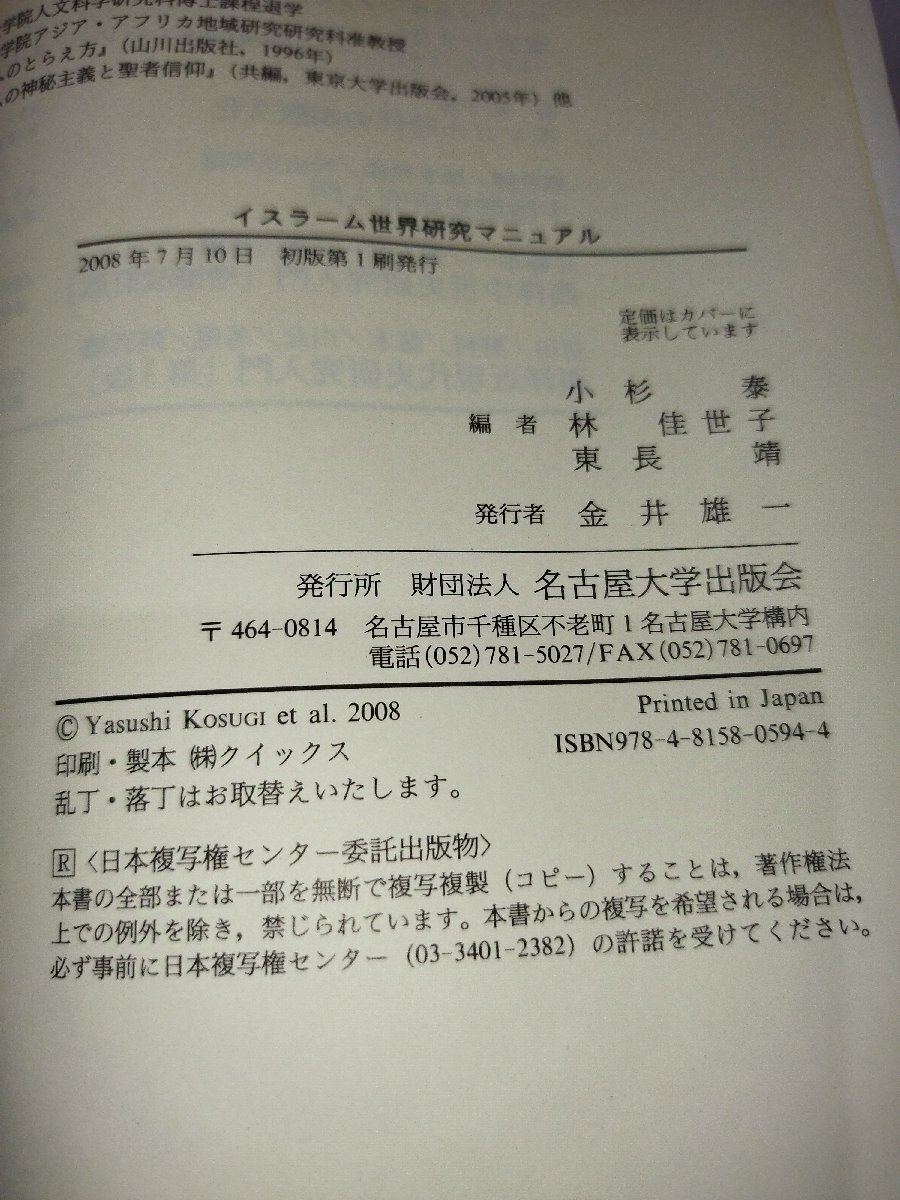 学院人文科学研究科博士課程退学
学院アジア・アフリカ地域研究研究科准教授
のとらえ方』(山川出版社, 1996年)
の神秘主義と聖者信仰』(共編, 東京大学出版会, 2005年) 他
イスラーム世界研究マニュアル
2008年7月10日 初版第1刷発行
定価はカバーに
表示しています
小杉 泰
編者 林 佳世子
東長 靖
発行者 金井雄一
発行所 財団法人 名古屋大学出版会
〒464-0814 名古屋市千種区不老町1名古屋大学構内
電話(052)781-5027/FAX(052)781-0697
© Yasushi KOSUGI et al. 2008
Printed in Japan
印刷・製本 ㈱クイックス
ISBN978-4-8158-0594-4
乱丁・落丁はお取替えいたします。
R〈日本複写権センター委託出版物〉
本書の全部または一部を無断で複写複製(コピー)することは,著作権法
上での例外を除き,禁じられています。本書からの複写を希望される場合は,
必ず事前に日本複写権センター(03-3401-2382)の許諾を受けてください。